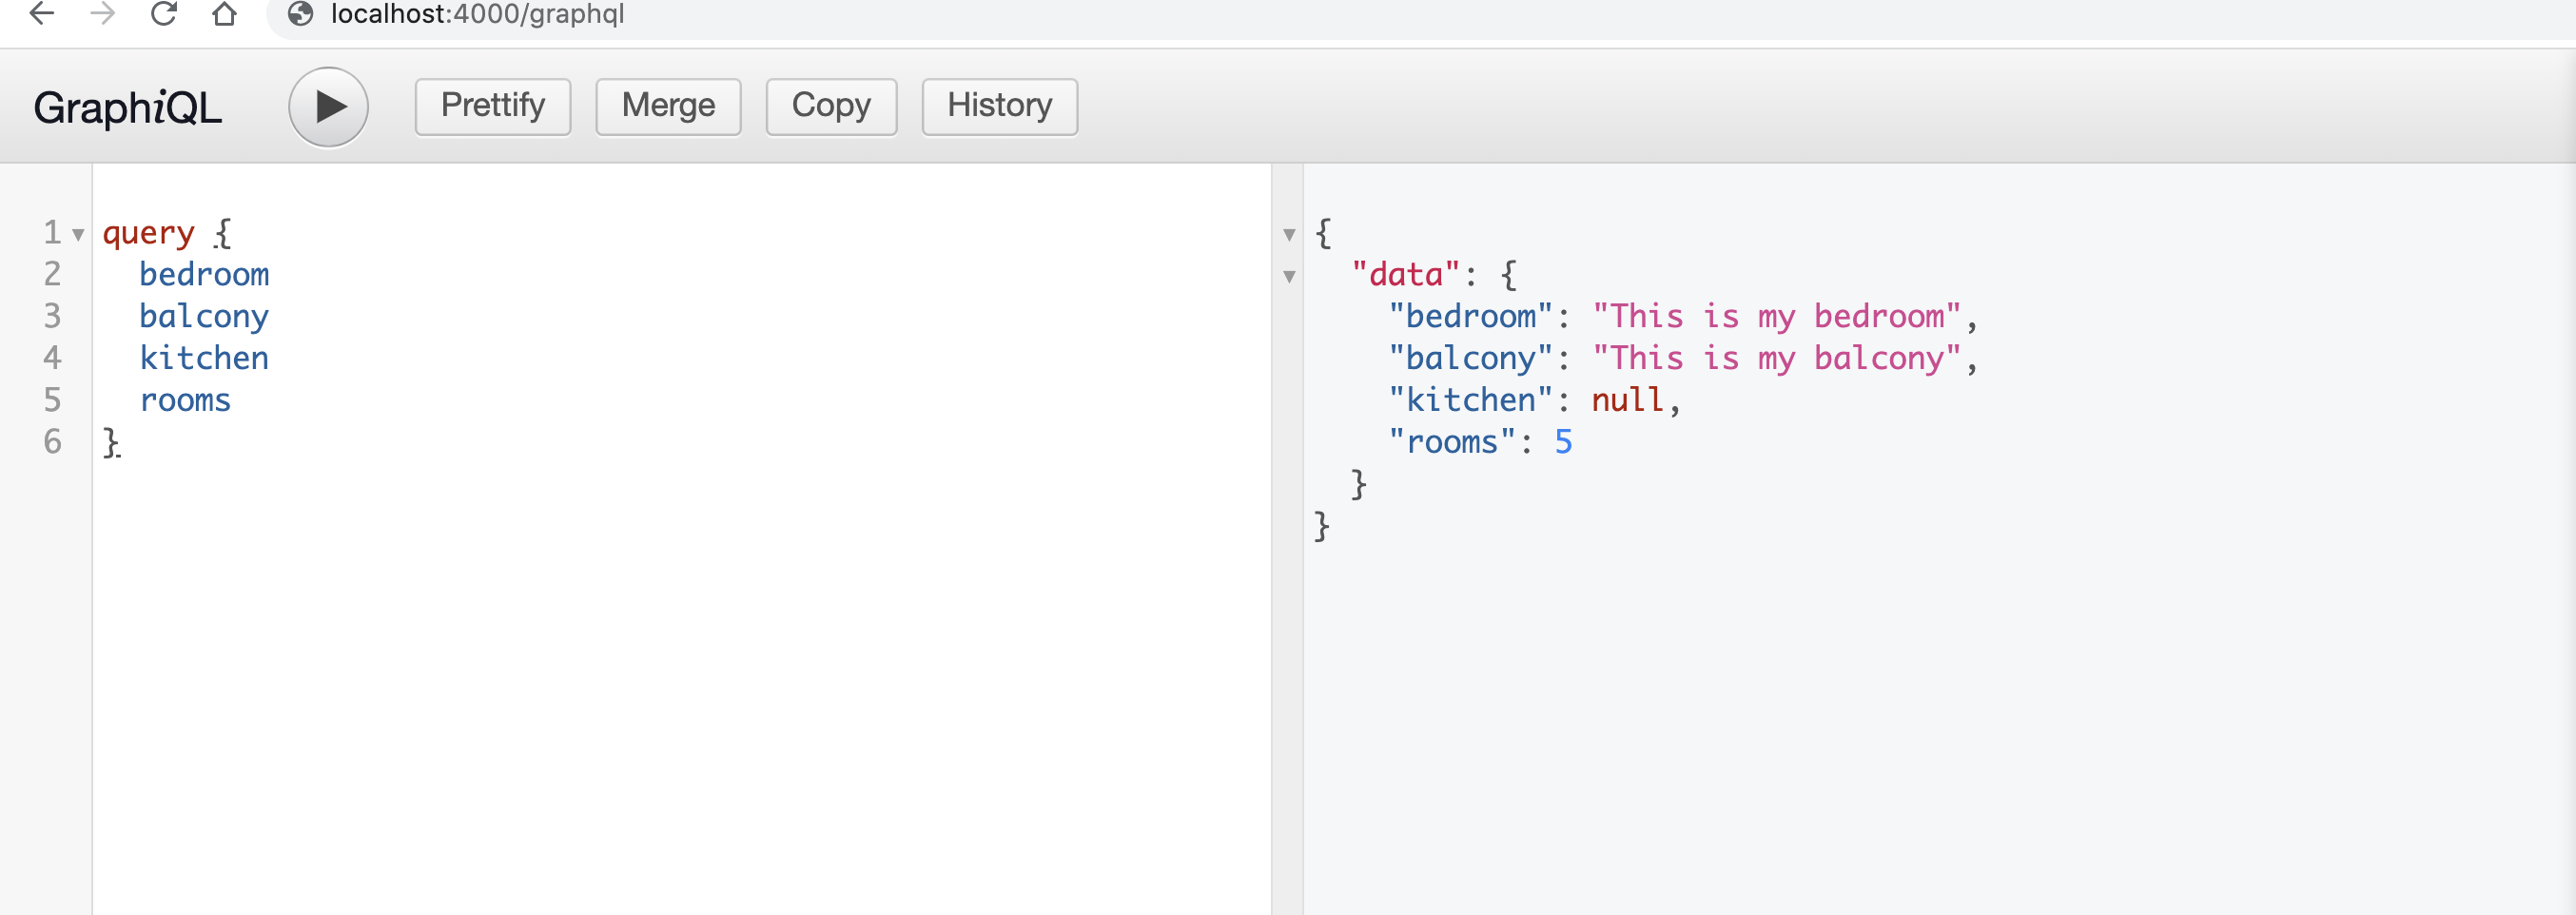 localhost:4000/graphql
GraphiQL Prettify Merge Copy History
1 query {
2 bedroom
3 balcony
4 kitchen
5 rooms
6 }
{
"data": {
"bedroom": "This is my bedroom",
"balcony": "This is my balcony",
"kitchen": null,
"rooms": 5
}
}